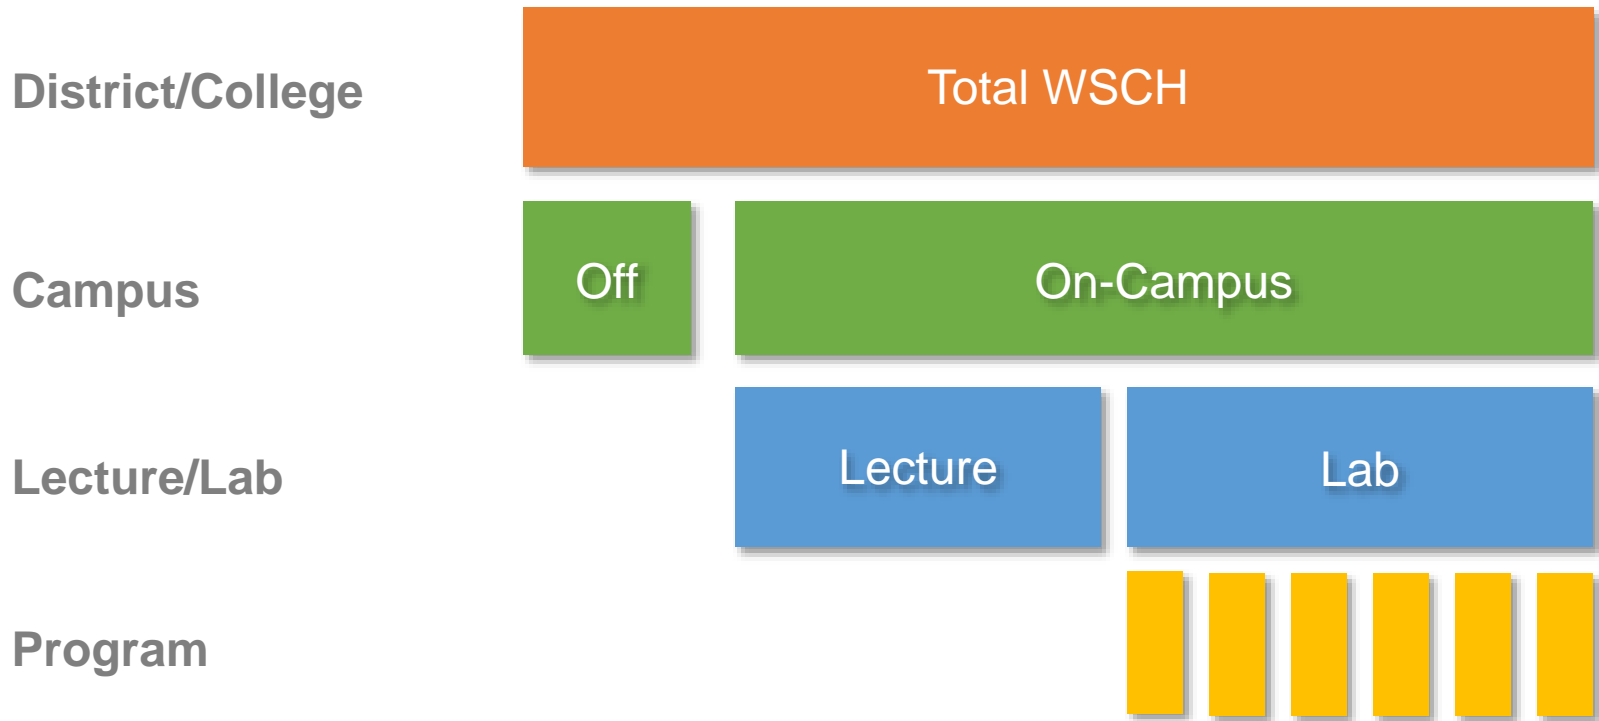 District/College
Total WSCH
Campus
Off
On-Campus
Lecture/Lab
Lecture
Lab
Program